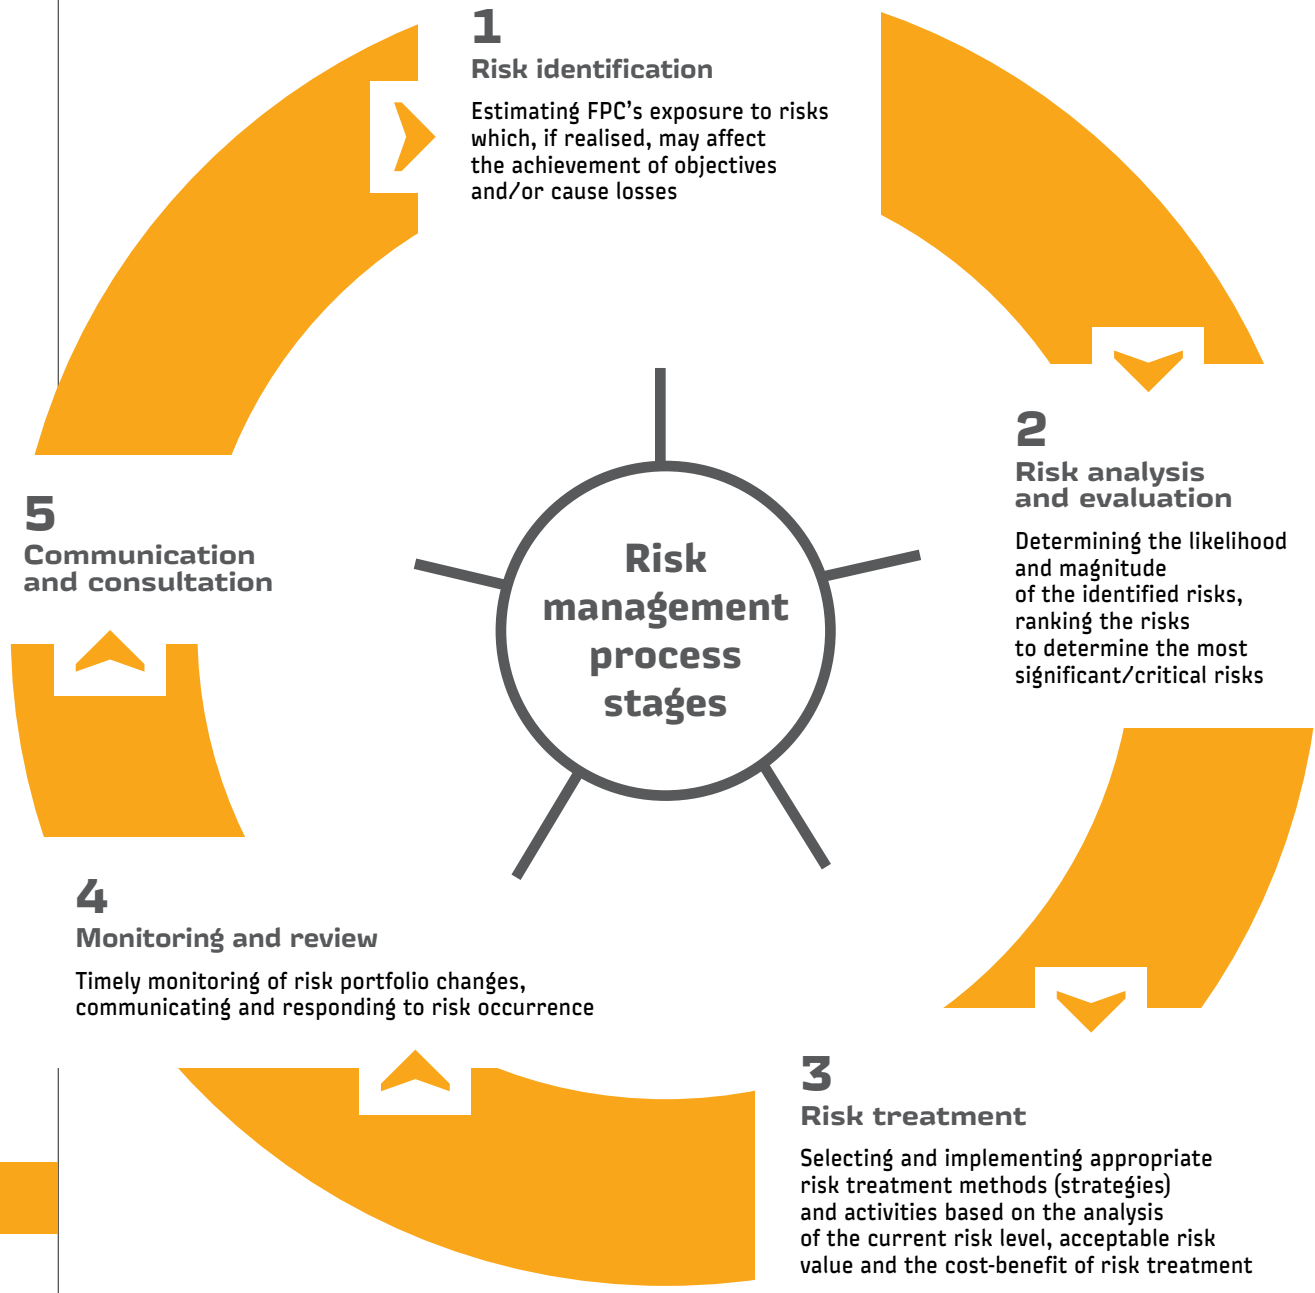 1
Risk identification
Estimating FPC's exposure to risks
which, if realised, may affect
the achievement of objectives
and/or cause losses
2
Risk analysis
and evaluation
Determining the likelihood
and magnitude
of the identified risks,
ranking the risks
to determine the most
significant/critical risks
3
Risk treatment
Selecting and implementing appropriate
risk treatment methods (strategies)
and activities based on the analysis
of the current risk level, acceptable risk
value and the cost-benefit of risk treatment
4
Monitoring and review
Timely monitoring of risk portfolio changes,
communicating and responding to risk occurrence
5
Communication
and consultation
Risk
management
process
stages